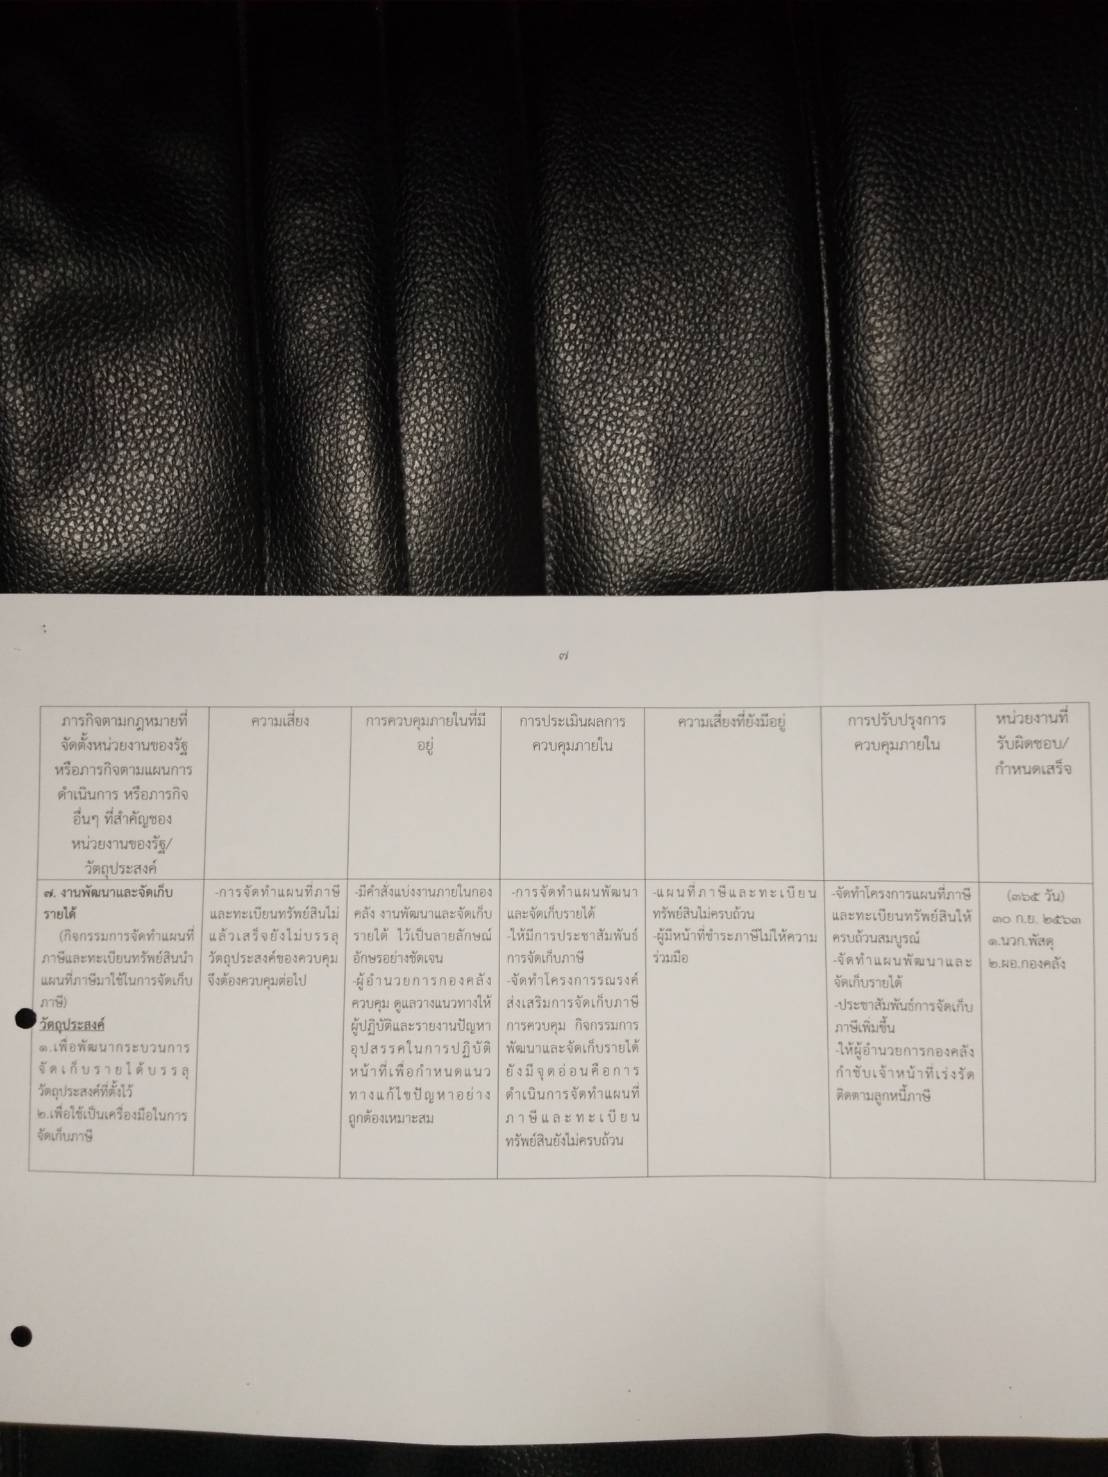 ๗
ภารกิจตามกฎหมายที่
จัดตั้งหน่วยงานของรัฐ
หรือภารกิจตามแผนการ
ดำเนินการ หรือภารกิจ
อื่นๆ ที่สำคัญของ
หน่วยงานของรัฐ/
วัตถุประสงค์
ความเสี่ยง
การควบคุมภายในที่มี
อยู่
การประเมินผลการ
ควบคุมภายใน
ความเสี่ยงที่ยังมีอยู่
การปรับปรุงการ
ควบคุมภายใน
หน่วยงานที่
รับผิดชอบ/
กำหนดเสร็จ
๗. งานพัฒนาและจัดเก็บ
รายได้
(กิจกรรมการจัดทำแผนที่
ภาษีและทะเบียนทรัพย์สินนำ
แผนที่ภาษีมาใช้ในการจัดเก็บ
ภาษี)
วัตถุประสงค์
๑.เพื่อพัฒนากระบวนการ
จัดเก็บรายได้บรรลุ
วัตถุประสงค์ที่ตั้งไว้
๒.เพื่อใช้เป็นเครื่องมือในการ
จัดเก็บภาษี
-การจัดทำแผนที่ภาษี
และทะเบียนทรัพย์สินไม่
แล้วเสร็จยังไม่บรรลุ
วัตถุประสงค์ของควบคุม
จึงต้องควบคุมต่อไป
-มีคำสั่งแบ่งงานภายในกอง
คลัง งานพัฒนาและจัดเก็บ
รายได้ ไว้เป็นลายลักษณ์
อักษรอย่างชัดเจน
-ผู้อำนวยการกองคลัง
ควบคุม ดูแลวางแนวทางให้
ผู้ปฏิบัติและรายงานปัญหา
อุปสรรคในการปฏิบัติ
หน้าที่เพื่อกำหนดแนว
ทางแก้ไขปัญหาอย่าง
ถูกต้องเหมาะสม
-การจัดทำแผนพัฒนา
และจัดเก็บรายได้
-ให้มีการประชาสัมพันธ์
การจัดเก็บภาษี
-จัดทำโครงการรณรงค์
ส่งเสริมการจัดเก็บภาษี
การควบคุม กิจกรรมการ
พัฒนาและจัดเก็บรายได้
ยังมีจุดอ่อนคือการ
ดำเนินการจัดทำแผนที่
ภาษีและทะเบียน
ทรัพย์สินยังไม่ครบถ้วน
-แผนที่ภาษีและทะเบียน
ทรัพย์สินไม่ครบถ้วน
-ผู้มีหน้าที่ชำระภาษีไม่ให้ความ
ร่วมมือ
-จัดทำโครงการแผนที่ภาษี
และทะเบียนทรัพย์สินให้
ครบถ้วนสมบูรณ์
-จัดทำแผนพัฒนาและ
จัดเก็บรายได้
-ประชาสัมพันธ์การจัดเก็บ
ภาษีเพิ่มขึ้น
-ให้ผู้อำนวยการกองคลัง
กำชับเจ้าหน้าที่เร่งรัด
ติดตามลูกหนี้ภาษี
(๓๖๕ วัน)
๓๐ ก.ย. ๒๕๖๓
๑.นวก.พัสดุ
๒.ผอ.กองคลัง